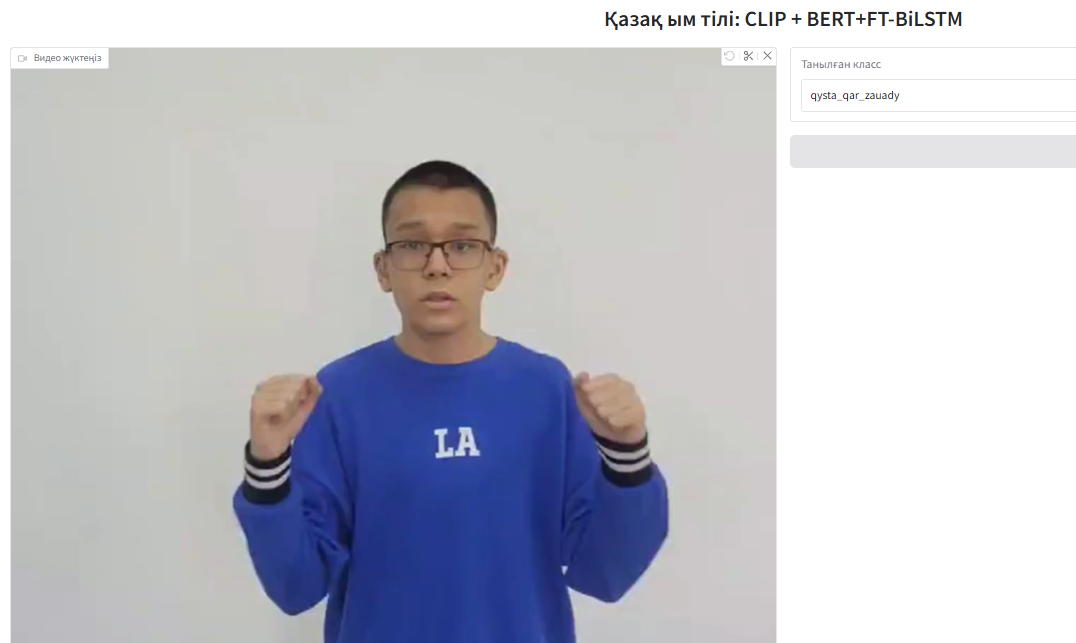 Қазақ ым тілі: CLIP + BERT+FT-BiLSTM
Видео жүктеңіз
Танылған класс
qysta_qar_zauady
LA